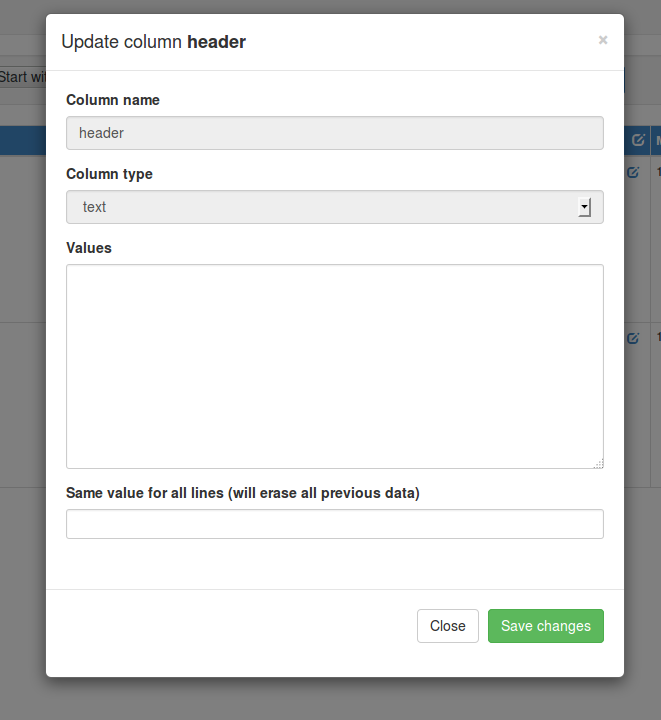 Update column header
×
Start wi
Column name
header
Column type
text
Values
Same value for all lines (will erase all previous data)
Close
Save changes